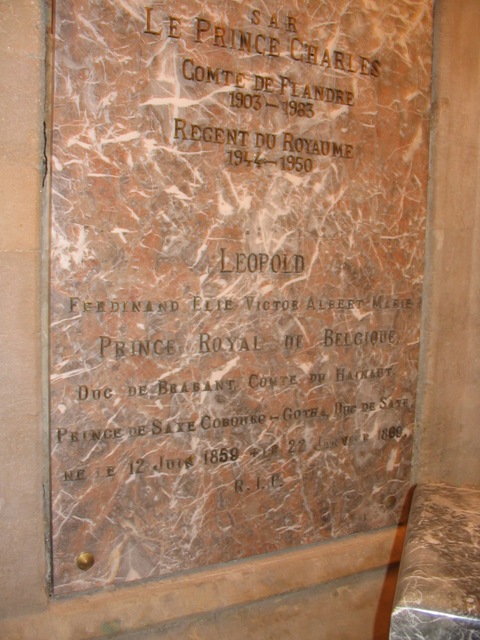 SAR
LE PRINCE CHARLES
COMTE DE FLANDRE
1903-1983
REGENT DU ROYAUME
1944-1950
LEOPOLD
FERDINAND ÉLIE VICTOR ALBERT MARIE
PRINCE ROYAL DE BELGIQUE
DUC DE BRABANT, COMTE DU HAINAUT,
PRINCE DE SAXE COBOURG-GOTHA, DUC DE SAXE,
NE LE 12 JUIN 1859 + LE 22 JANVIER 1869
R.I.P.